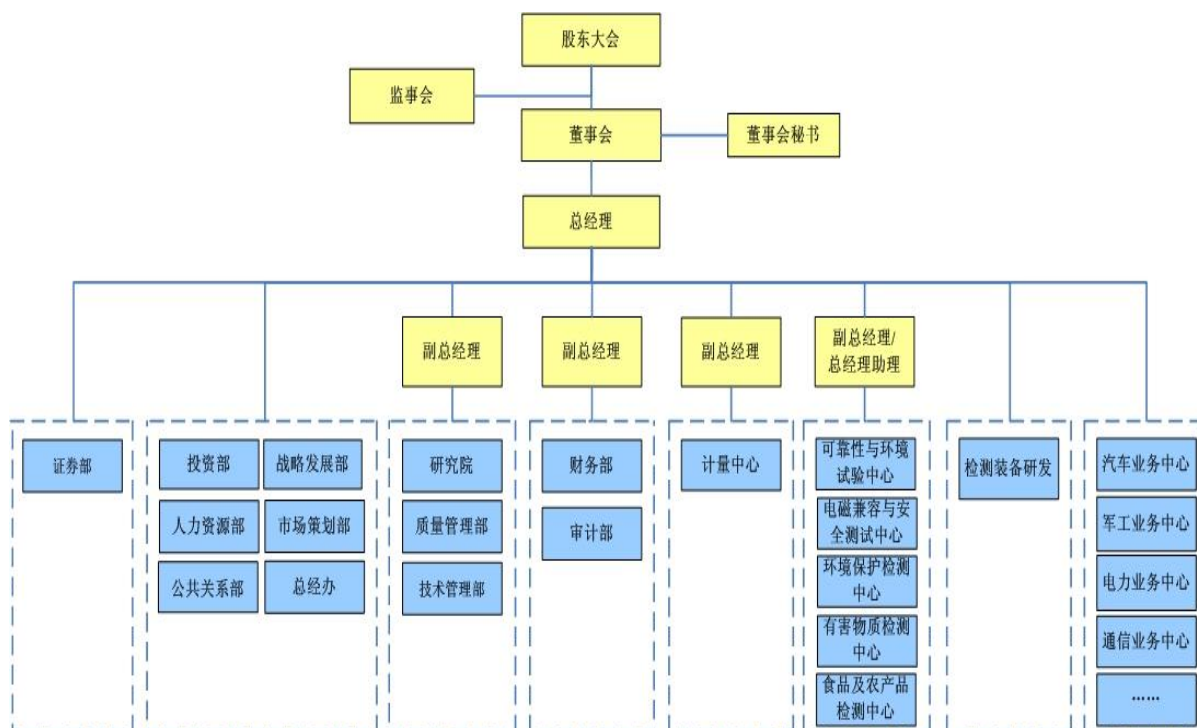 股东大会
监事会
董事会
董事会秘书
总经理
副总经理
副总经理
副总经理
副总经理/
总经理助理
证券部
投资部
战略发展部
人力资源部
市场策划部
公共关系部
总经办
研究院
质量管理部
技术管理部
财务部
审计部
计量中心
可靠性与环境
试验中心
电磁兼容与安
全测试中心
环境保护检测
中心
有害物质检测
中心
食品及农产品
检测中心
检测装备研发
汽车业务中心
军工业务中心
电力业务中心
通信业务中心
……